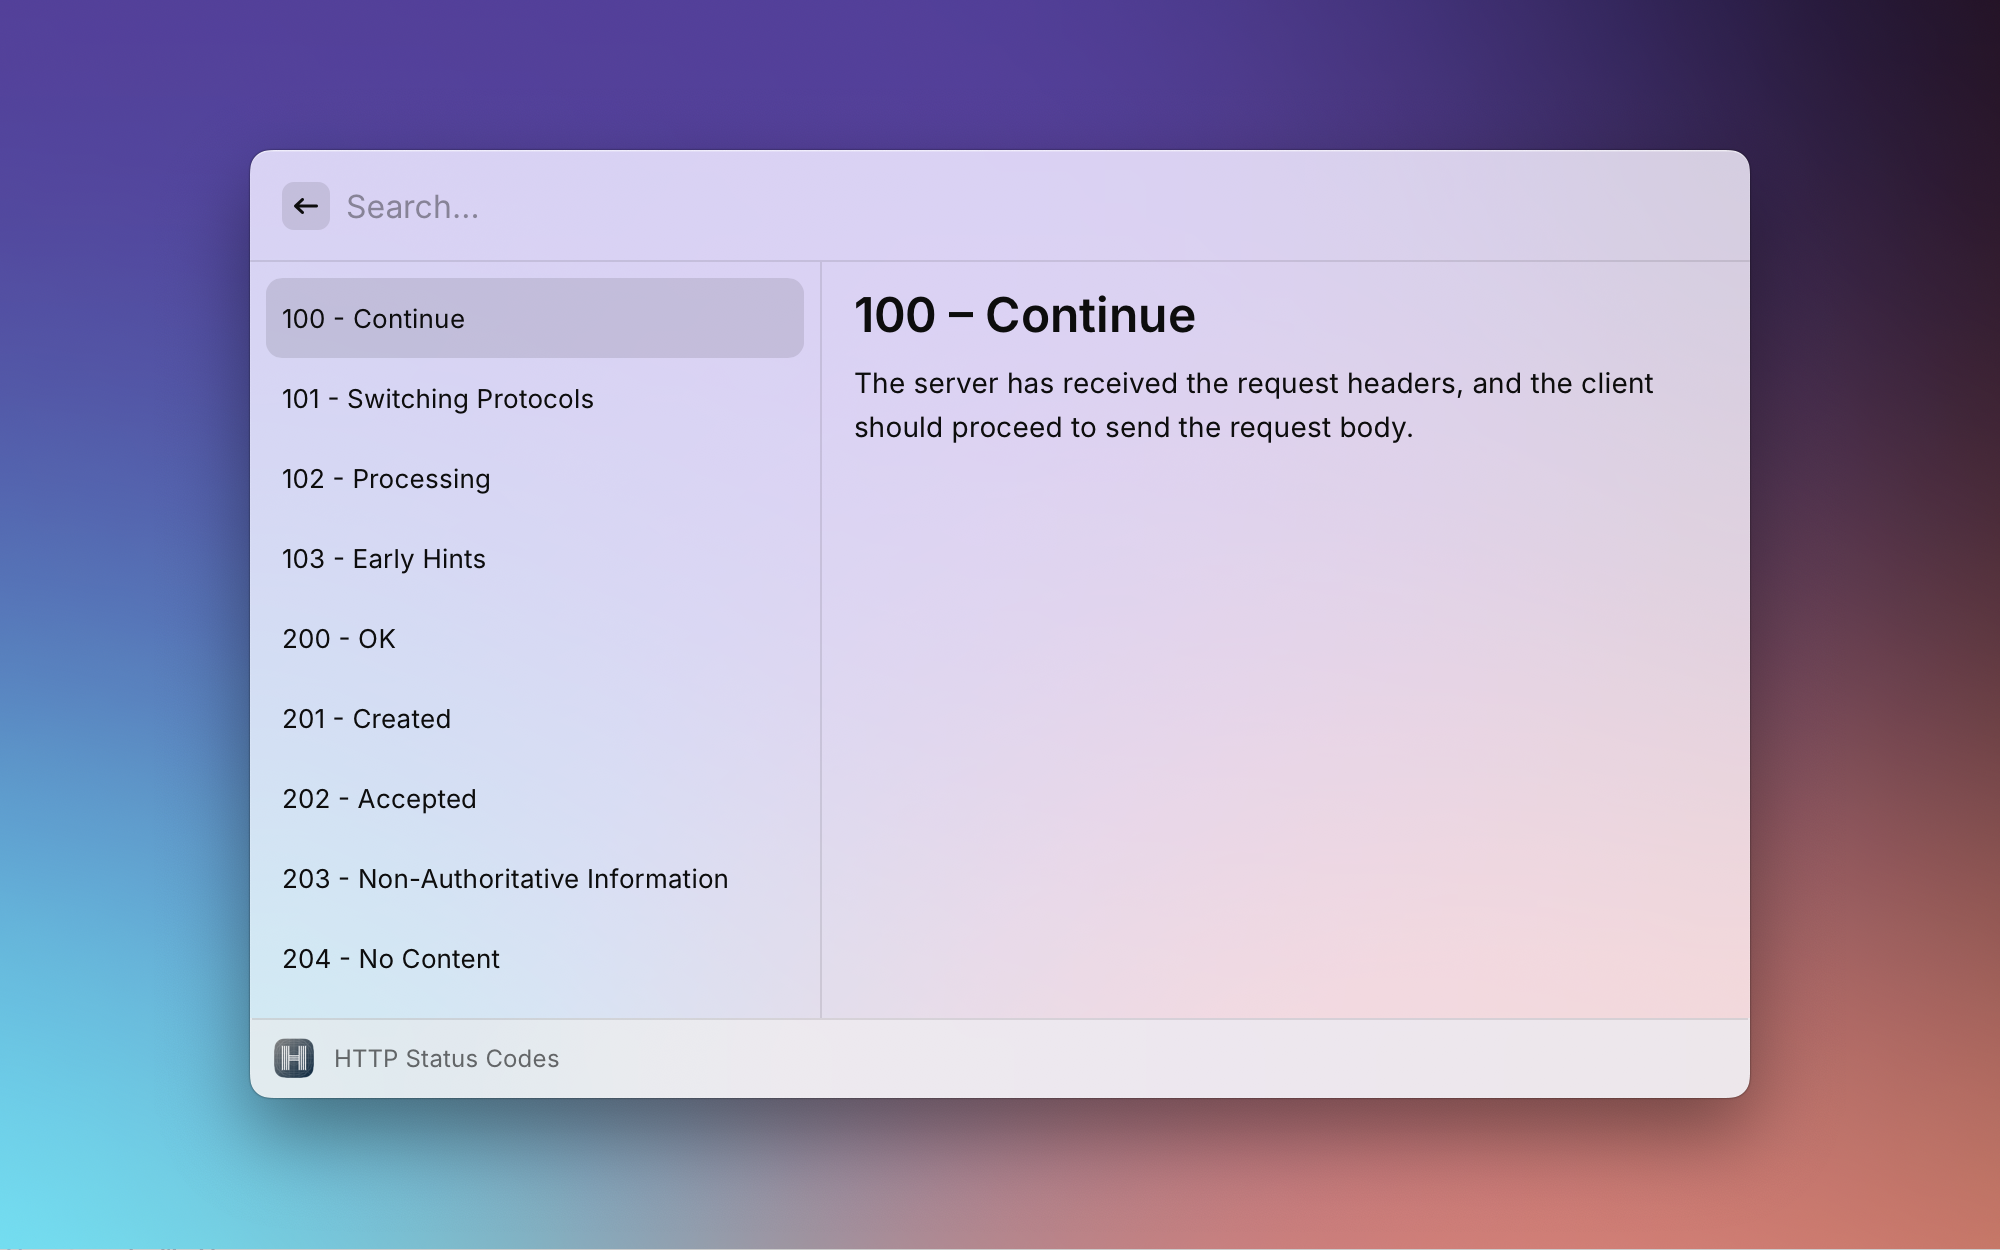 Search...
100 - Continue
101 - Switching Protocols
102 - Processing
103 - Early Hints
200 - OK
201 - Created
202 - Accepted
203 - Non-Authoritative Information
204 - No Content
100 – Continue
The server has received the request headers, and the client
should proceed to send the request body.
H
HTTP Status Codes